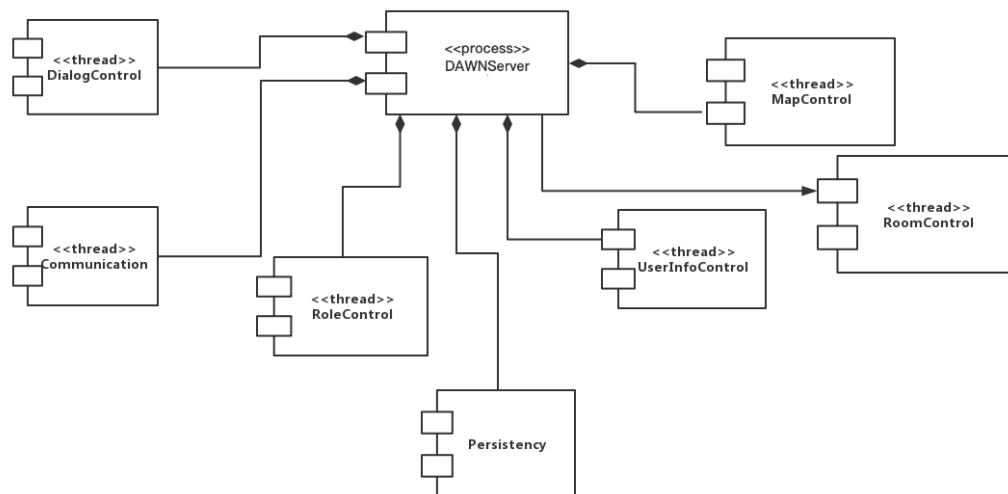 <<thread>>
DialogControl
<<process>>
DAWNServer
<<thread>>
MapControl
<<thread>>
RoomControl
<<thread>>
Communication
<<thread>>
UserInfoControl
<<thread>>
RoleControl
Persistency